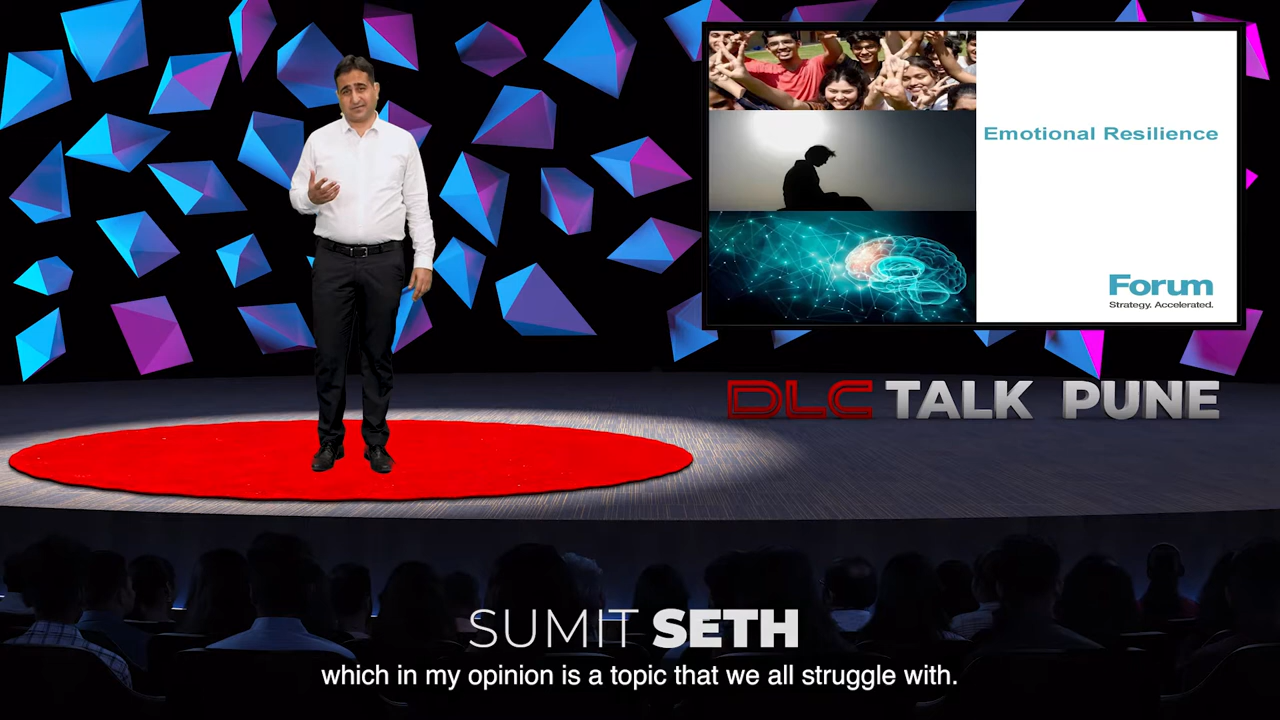 Emotional Resilience
Forum
Strategy. Accelerated.
DLC TALK PUNE
SUMIT SETH
which in my opinion is a topic that we all struggle with.